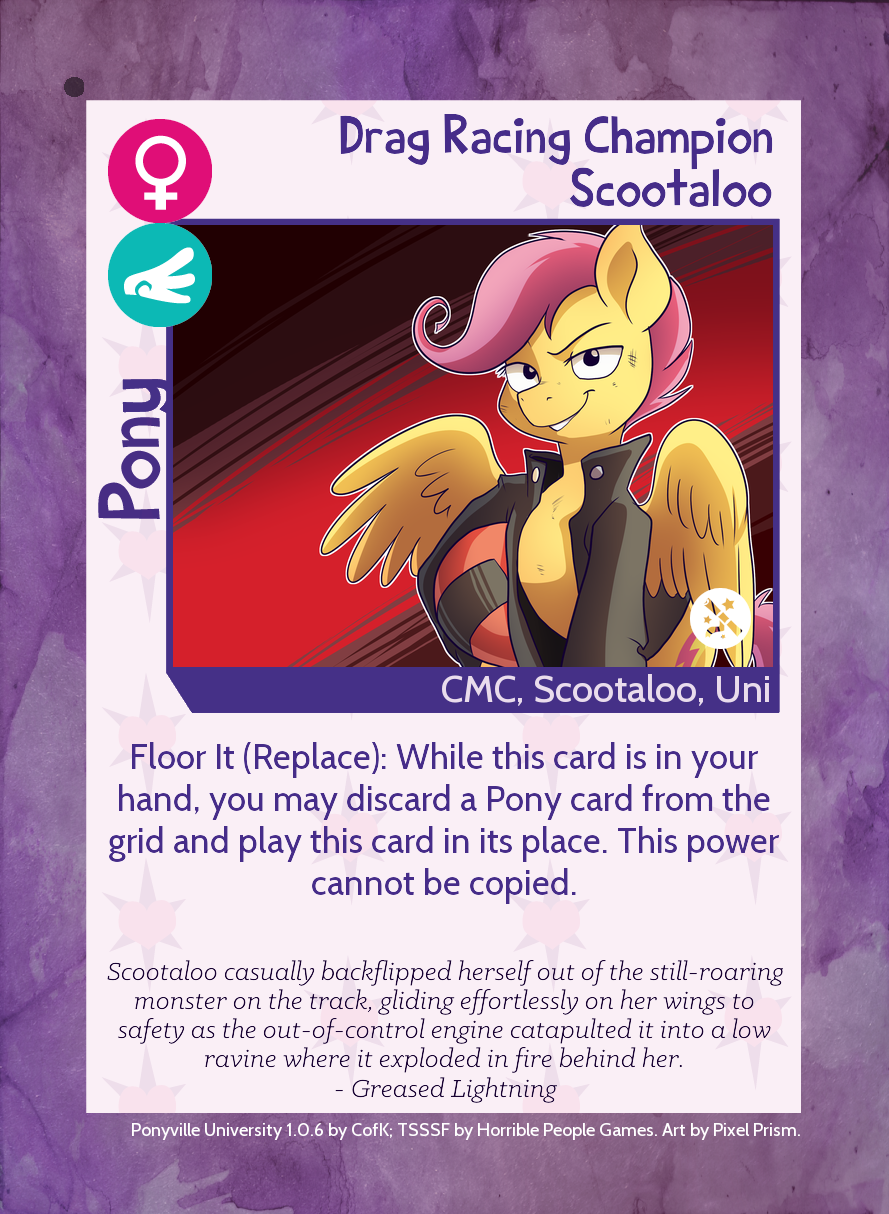 Drag Racing Champion
Scootaloo
Pony
CMC, Scootaloo, Uni
Floor It (Replace): While this card is in your
hand, you may discard a Pony card from the
grid and play this card in its place. This power
cannot be copied.
Scootaloo casually backflipped herself out of the still-roaring
monster on the track, gliding effortlessly on her wings to
safety as the out-of-control engine catapulted it into a low
ravine where it exploded in fire behind her.
- Greased Lightning
Ponyville University 1.0.6 by CofK; TSSSF by Horrible People Games. Art by Pixel Prism.